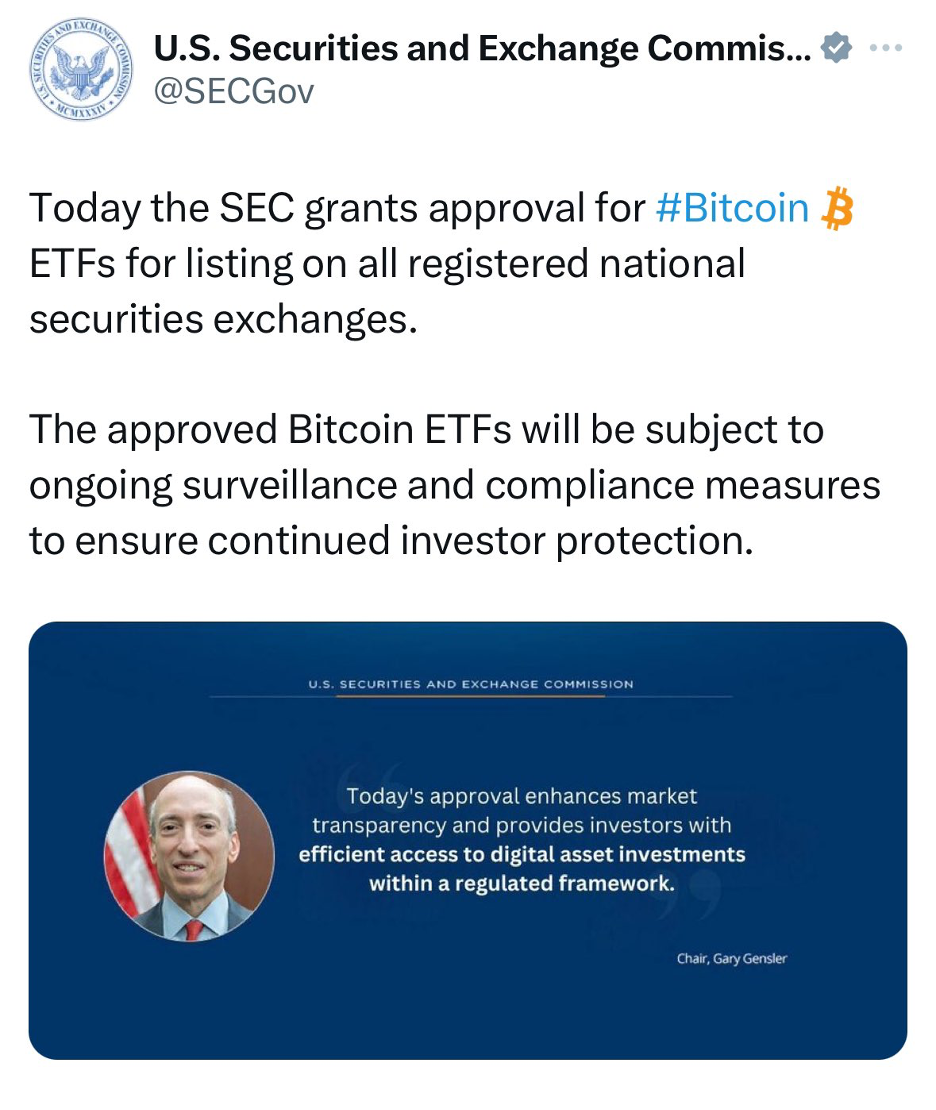 U.S. Securities and Exchange Commis...
@SECGov
Today the SEC grants approval for #Bitcoin
ETFs for listing on all registered national
securities exchanges.
The approved Bitcoin ETFs will be subject to
ongoing surveillance and compliance measures
to ensure continued investor protection.
U.S. SECURITIES AND EXCHANGE COMMISSION
Today's approval enhances market
transparency and provides investors with
efficient access to digital asset investments
within a regulated framework.
Chair, Gary Gensler
U.S. SECURITIES AND EXCHANGE COMMISSION
MCMXXXIV